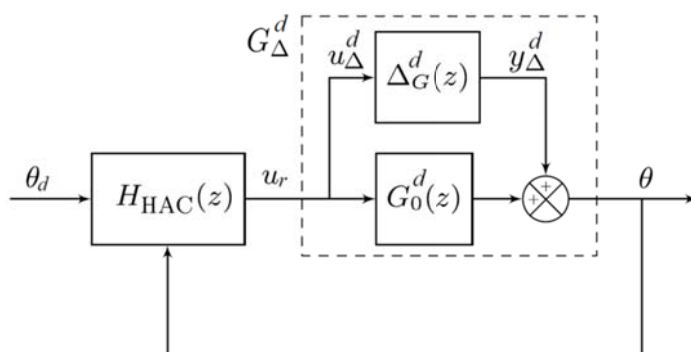 G_Δ^d
u_Δ^d
Δ_G^d(z)
y_Δ^d
θ_d
H_HAC(z)
u_r
G_0^d(z)
+
+
θ